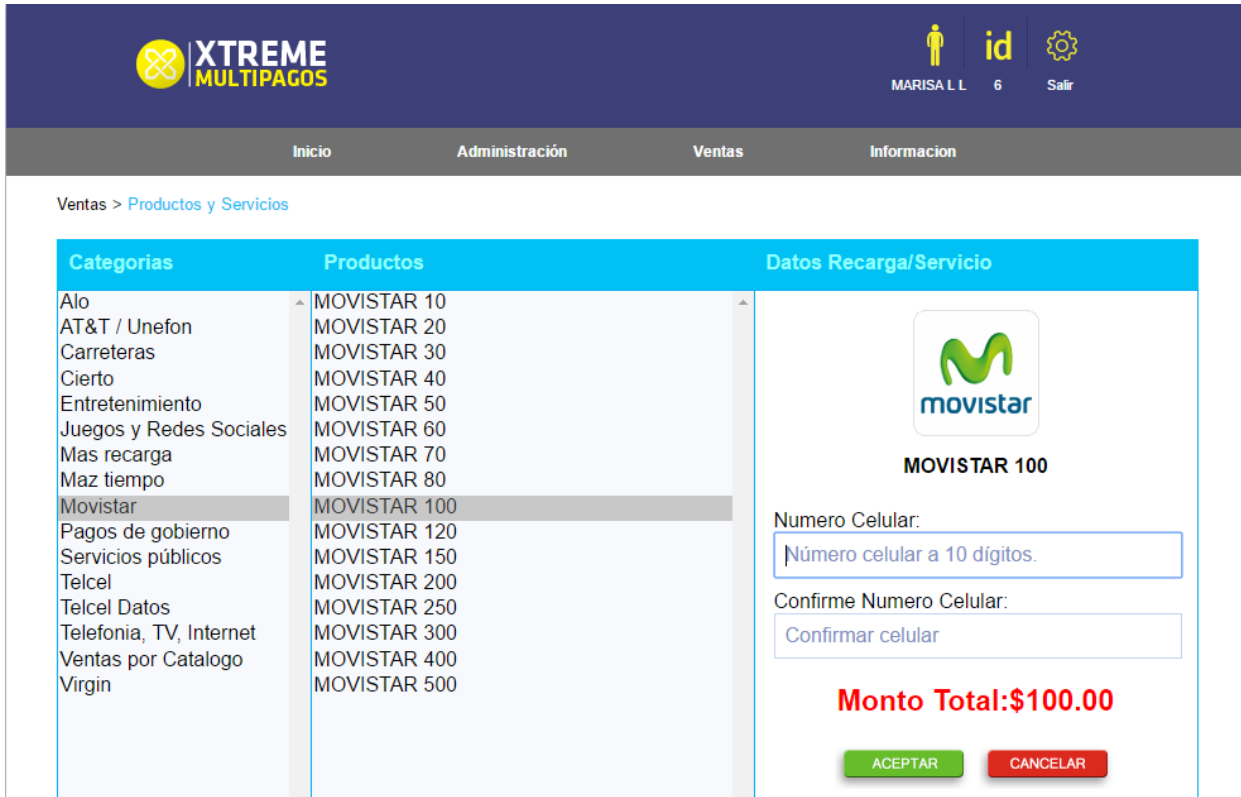 XTREME
MULTIPAGOS
id
MARISA L L 6 Salir
Inicio Administración Ventas Informacion
Ventas > Productos y Servicios
Categorias Productos Datos Recarga/Servicio
Alo
AT&T / Unefon
Carreteras
Cierto
Entretenimiento
Juegos y Redes Sociales
Mas recarga
Maz tiempo
Movistar
Pagos de gobierno
Servicios públicos
Telcel
Telcel Datos
Telefonia, TV, Internet
Ventas por Catalogo
Virgin
MOVISTAR 10
MOVISTAR 20
MOVISTAR 30
MOVISTAR 40
MOVISTAR 50
MOVISTAR 60
MOVISTAR 70
MOVISTAR 80
MOVISTAR 100
MOVISTAR 120
MOVISTAR 150
MOVISTAR 200
MOVISTAR 250
MOVISTAR 300
MOVISTAR 400
MOVISTAR 500
movistar
MOVISTAR 100
Numero Celular:
Número celular a 10 dígitos.
Confirme Numero Celular:
Confirmar celular
Monto Total:$100.00
ACEPTAR CANCELAR